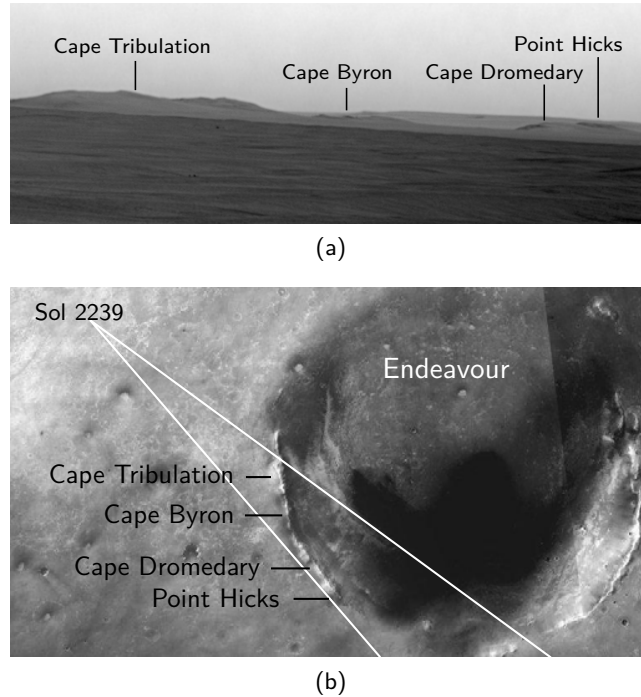 Cape Tribulation
Point Hicks
Cape Byron
Cape Dromedary
(a)
Sol 2239
Endeavour
Cape Tribulation
Cape Byron
Cape Dromedary
Point Hicks
(b)